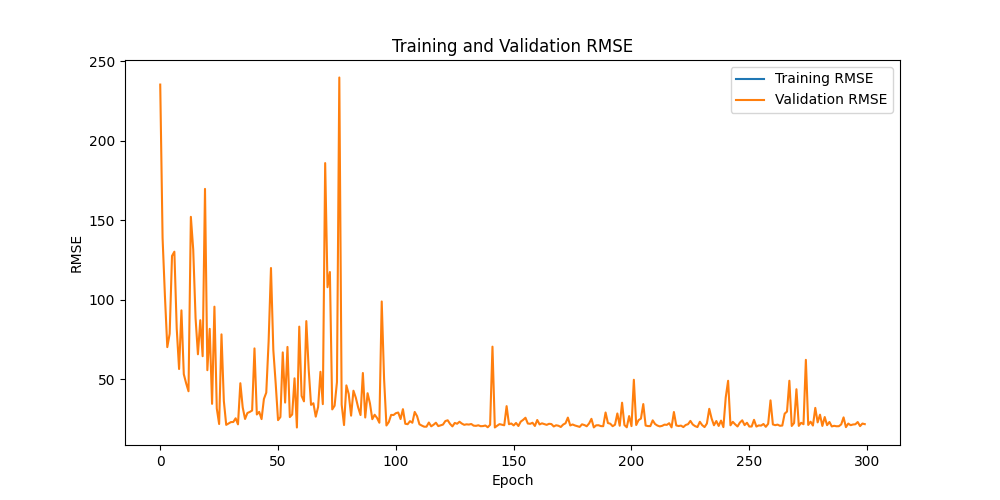 Training and Validation RMSE
Training RMSE
Validation RMSE
250
200
150
100
50
RMSE
0
50
100
150
200
250
300
Epoch